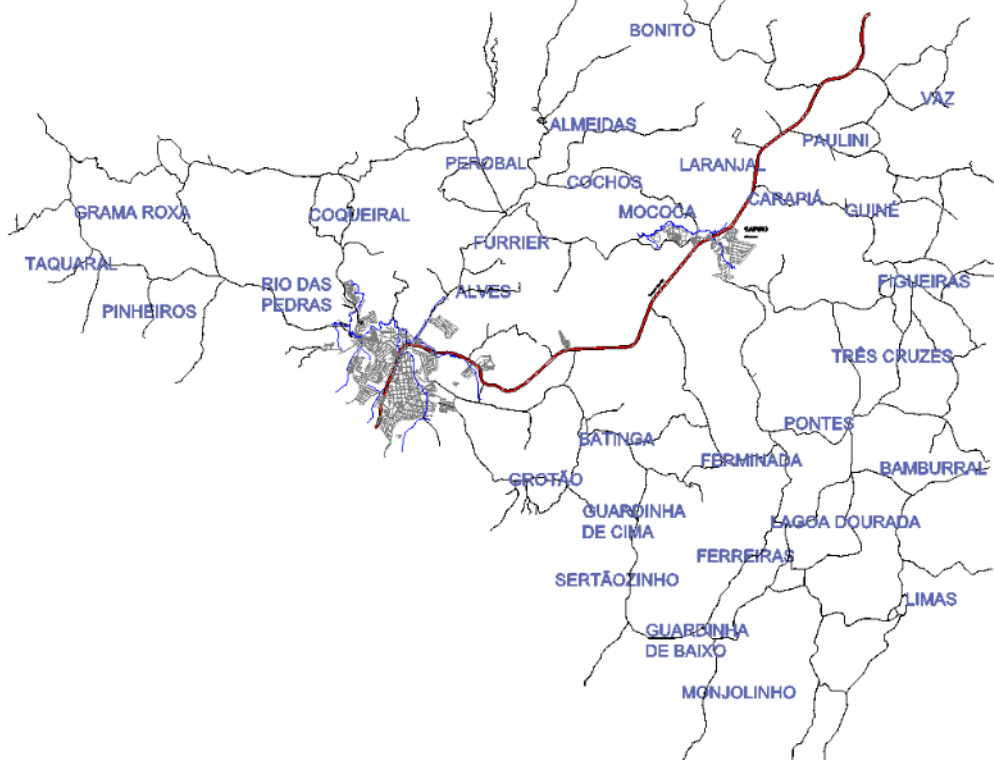 BONITO
VAZ
ALMEIDAS
PAULINI
PEROBAL
LARANJAL
COCHOS
CARAPIÁ
GRAMA ROXA
COQUEIRAL
MOCOCA
GUINÉ
FURRIER
TAQUARAL
RIO DAS
PEDRAS
ALVES
FIGUEIRAS
PINHEIROS
TRÊS CRUZES
PONTES
BATINGA
FERMINADA
BAMBURRAL
GROTÃO
GUARDINHA
DE CIMA
LAGOA DOURADA
FERREIRAS
SERTÃOZINHO
LIMAS
GUARDINHA
DE BAIXO
MONJOLINHO